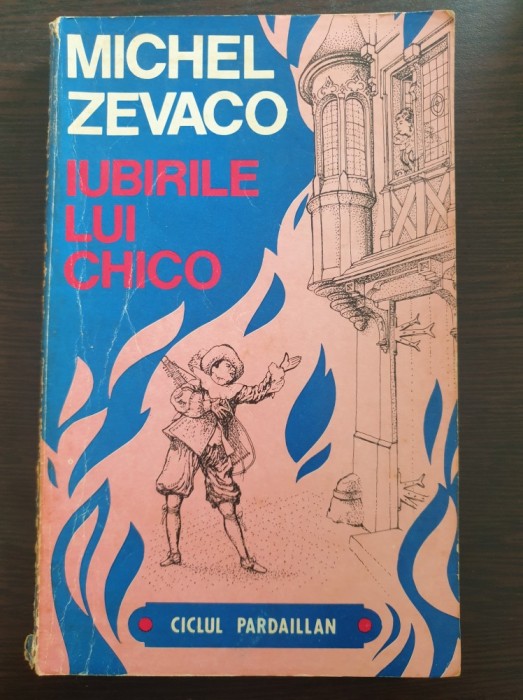 MICHEL
ZEVACO
IUBIRILE
LUI
CHICO
CICLUL PARDAILLAN